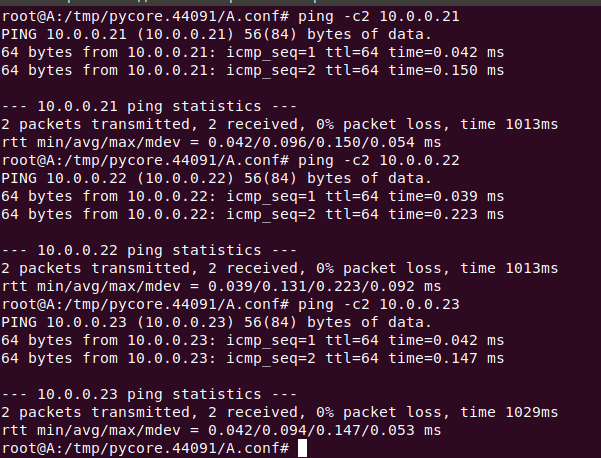 root@A:/tmp/pycore.44091/A.conf# ping -c2 10.0.0.21
PING 10.0.0.21 (10.0.0.21) 56(84) bytes of data.
64 bytes from 10.0.0.21: icmp_seq=1 ttl=64 time=0.042 ms
64 bytes from 10.0.0.21: icmp_seq=2 ttl=64 time=0.150 ms

--- 10.0.0.21 ping statistics ---
2 packets transmitted, 2 received, 0% packet loss, time 1013ms
rtt min/avg/max/mdev = 0.042/0.096/0.150/0.054 ms
root@A:/tmp/pycore.44091/A.conf# ping -c2 10.0.0.22
PING 10.0.0.22 (10.0.0.22) 56(84) bytes of data.
64 bytes from 10.0.0.22: icmp_seq=1 ttl=64 time=0.039 ms
64 bytes from 10.0.0.22: icmp_seq=2 ttl=64 time=0.223 ms

--- 10.0.0.22 ping statistics ---
2 packets transmitted, 2 received, 0% packet loss, time 1013ms
rtt min/avg/max/mdev = 0.039/0.131/0.223/0.092 ms
root@A:/tmp/pycore.44091/A.conf# ping -c2 10.0.0.23
PING 10.0.0.23 (10.0.0.23) 56(84) bytes of data.
64 bytes from 10.0.0.23: icmp_seq=1 ttl=64 time=0.042 ms
64 bytes from 10.0.0.23: icmp_seq=2 ttl=64 time=0.147 ms

--- 10.0.0.23 ping statistics ---
2 packets transmitted, 2 received, 0% packet loss, time 1029ms
rtt min/avg/max/mdev = 0.042/0.094/0.147/0.053 ms
root@A:/tmp/pycore.44091/A.conf#